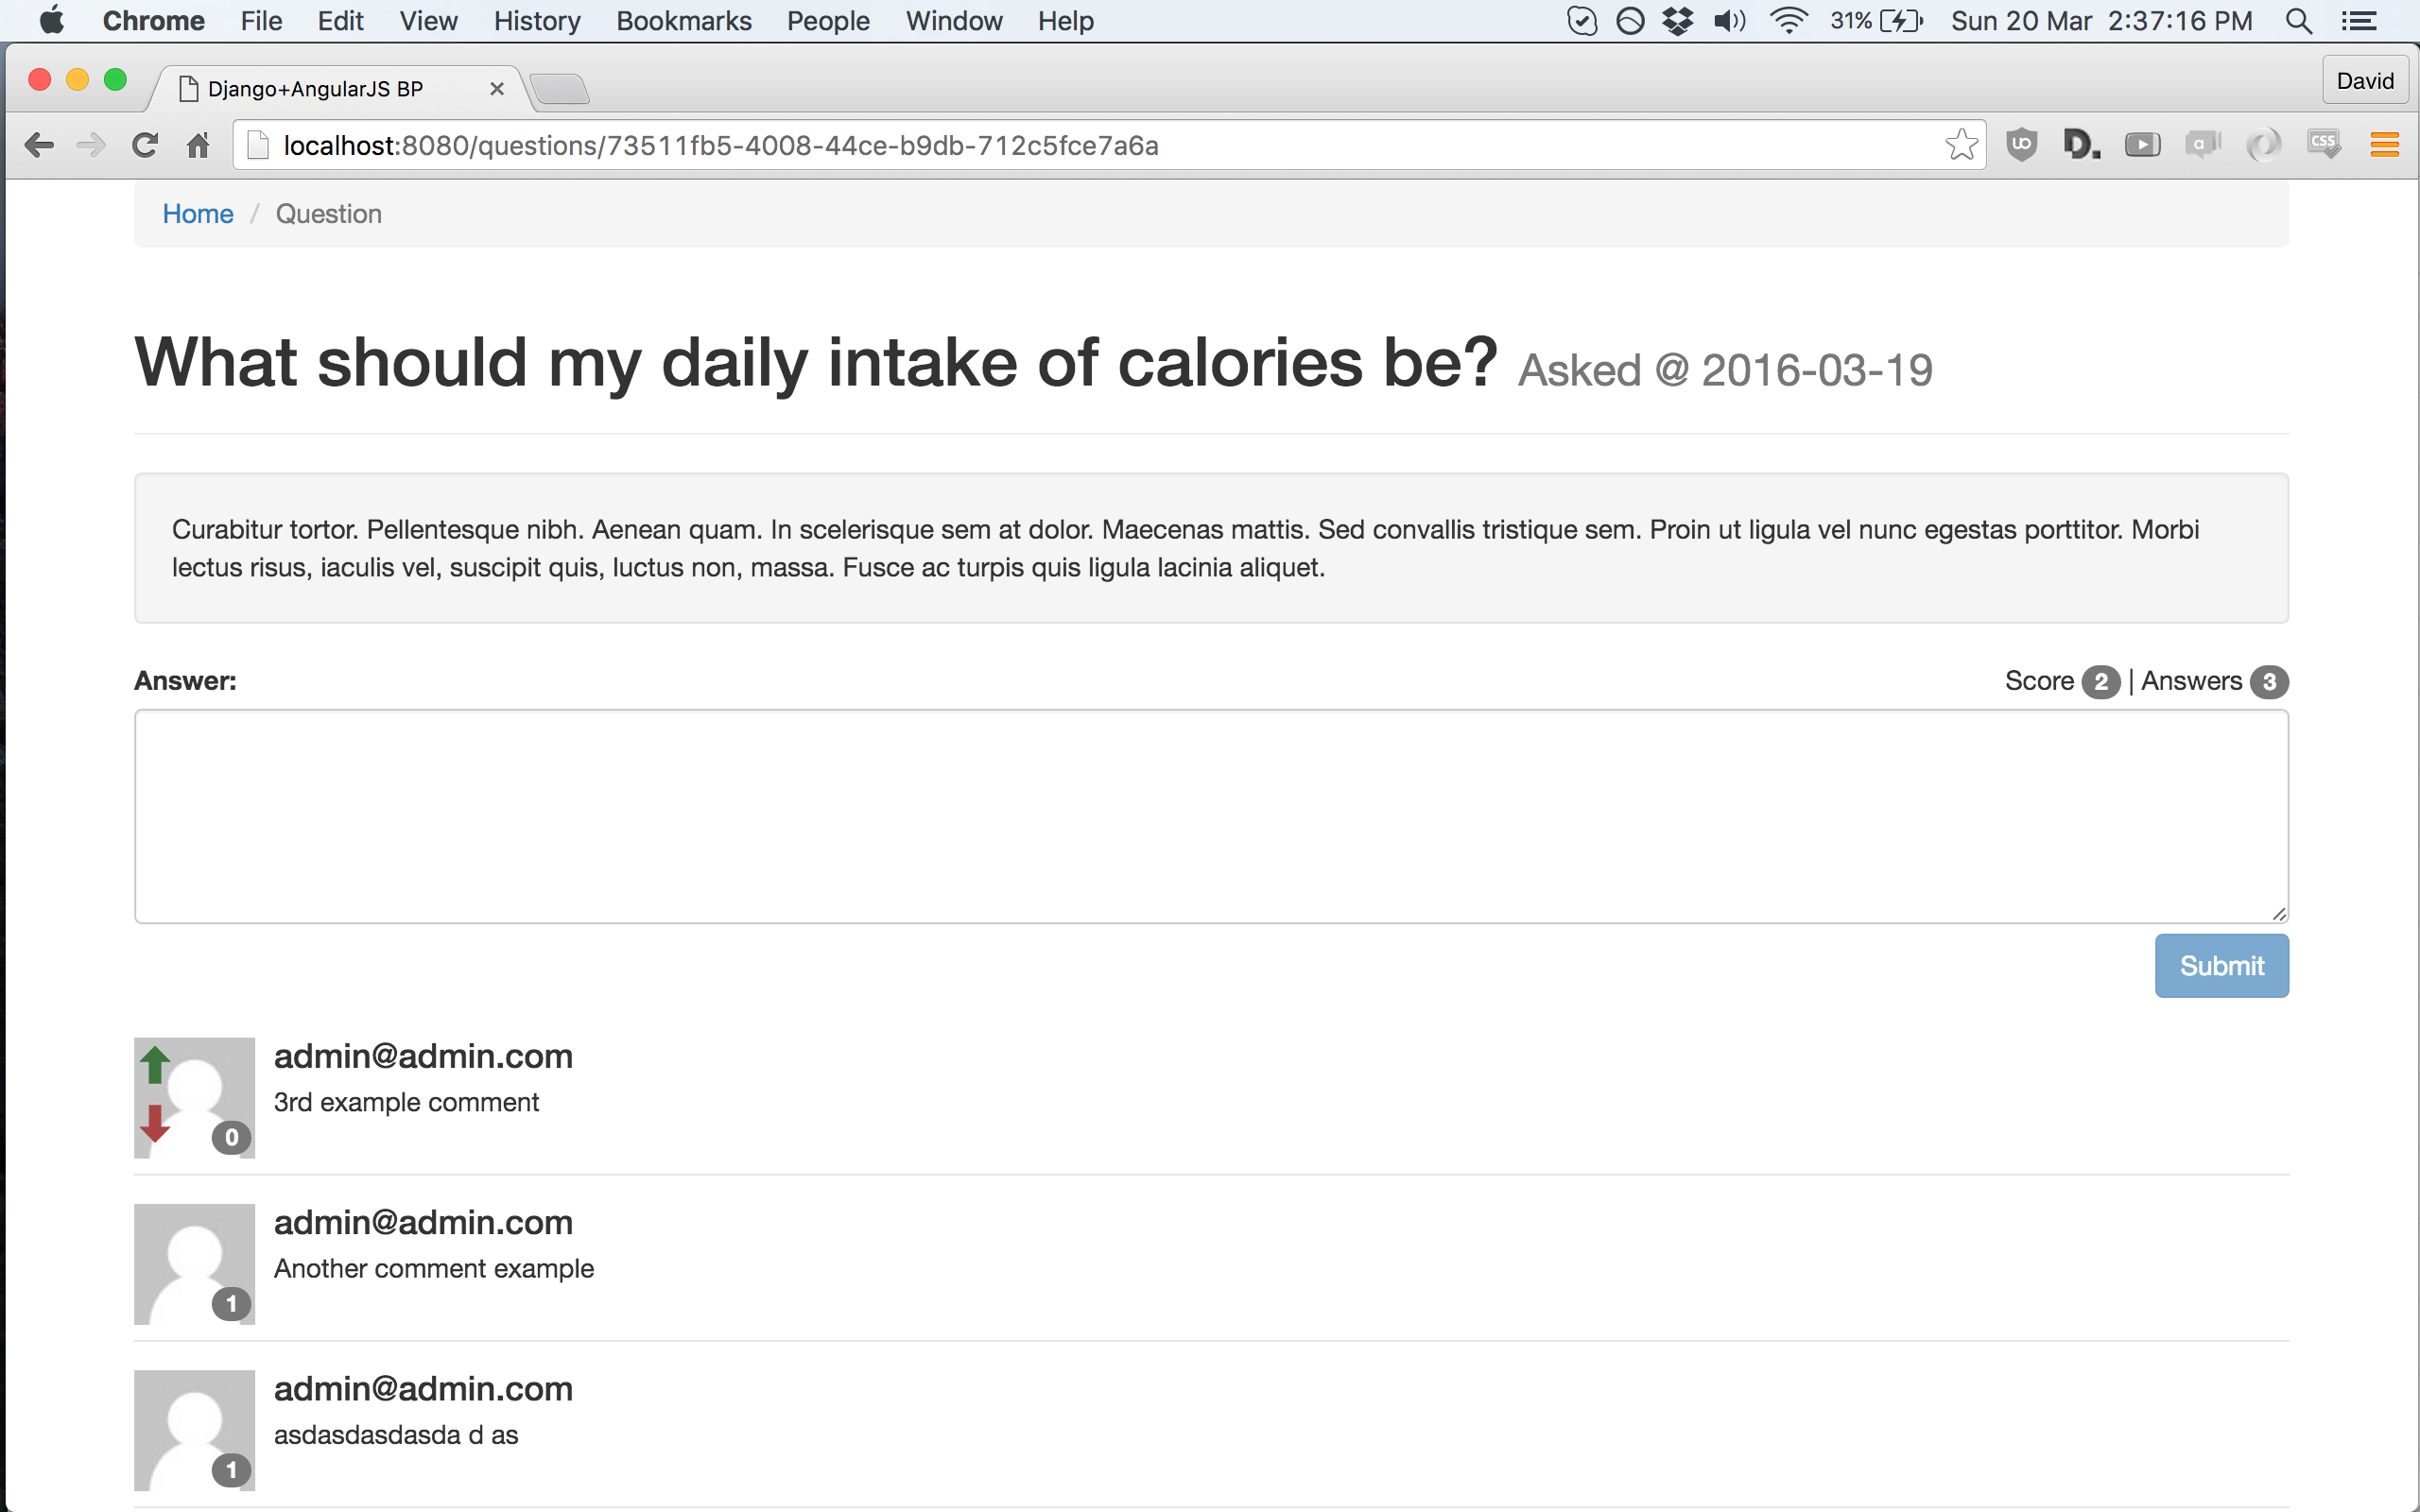 Chrome File Edit View History Bookmarks People Window Help 31% Sun 20 Mar 2:37:16 PM
Django+AngularJS BP David
localhost:8080/questions/73511fb5-4008-44ce-b9db-712c5fce7a6a
Home / Question
What should my daily intake of calories be? Asked @ 2016-03-19
Curabitur tortor. Pellentesque nibh. Aenean quam. In scelerisque sem at dolor. Maecenas mattis. Sed convallis tristique sem. Proin ut ligula vel nunc egestas porttitor. Morbi
lectus risus, iaculis vel, suscipit quis, luctus non, massa. Fusce ac turpis quis ligula lacinia aliquet.
Answer: Score 2 | Answers 3
Submit
admin@admin.com
3rd example comment
0
admin@admin.com
Another comment example
1
admin@admin.com
asdasdasdasda d as
1